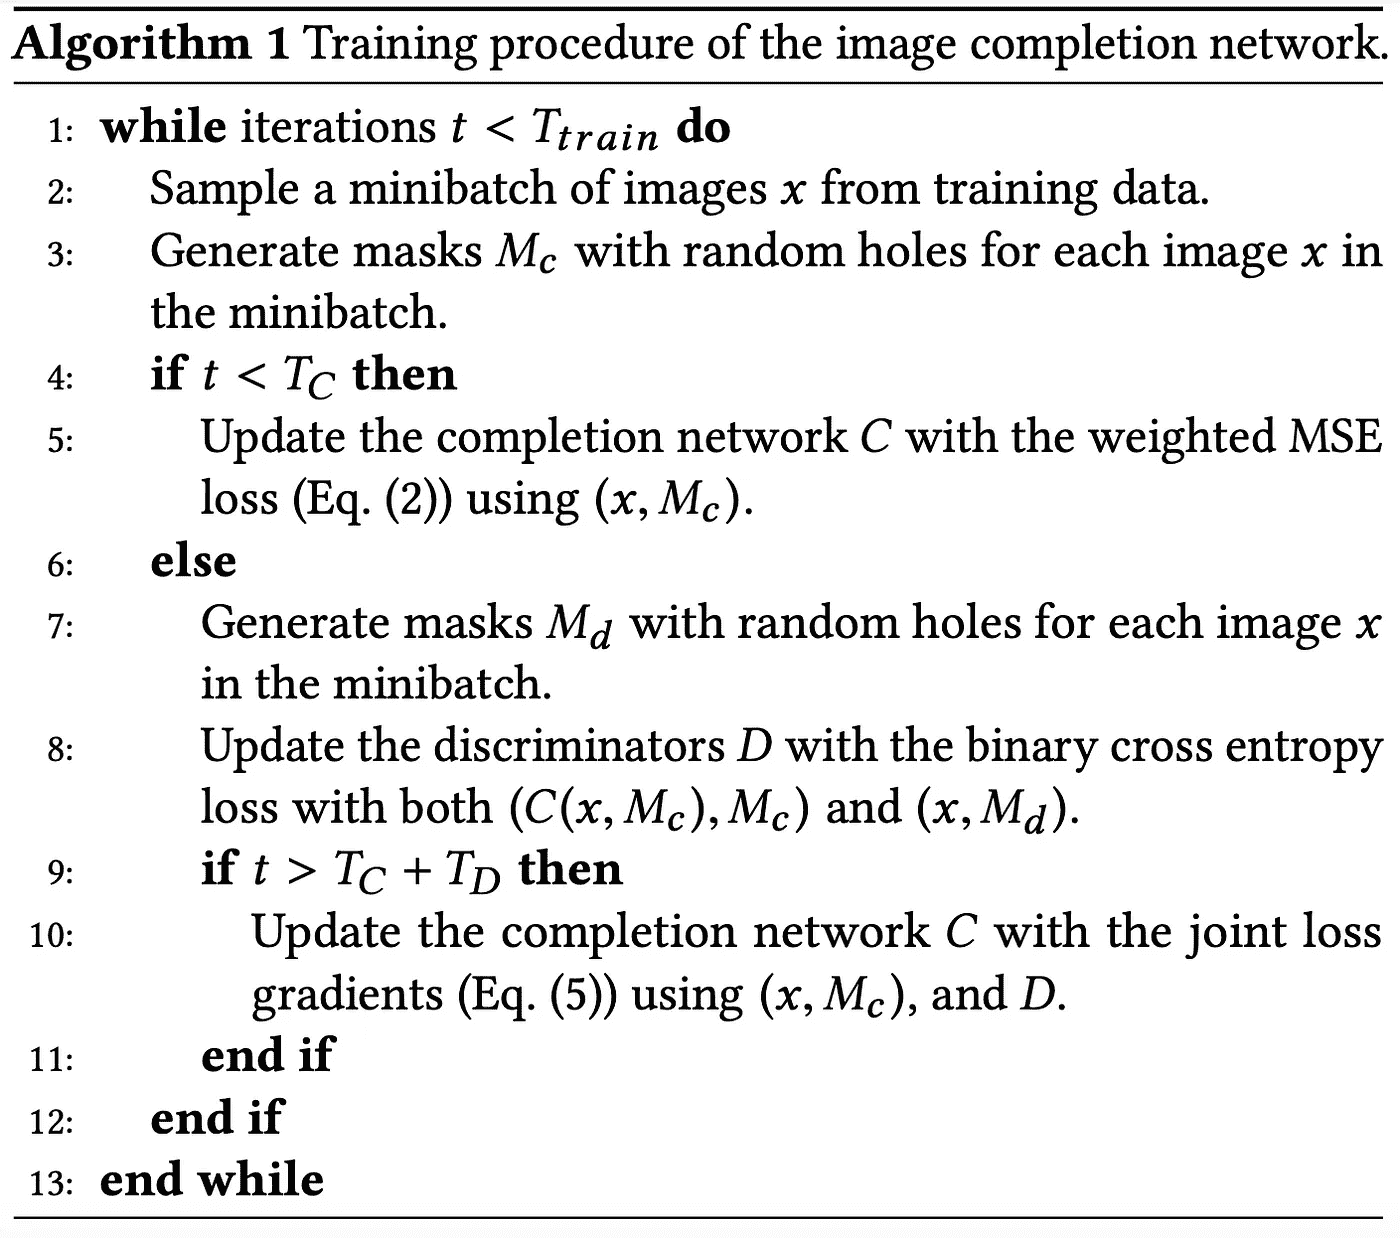 Algorithm 1 Training procedure of the image completion network.
1: while iterations t < T_train do
2: Sample a minibatch of images x from training data.
3: Generate masks M_c with random holes for each image x in
the minibatch.
4: if t < T_C then
5: Update the completion network C with the weighted MSE
loss (Eq. (2)) using (x, M_c).
6: else
7: Generate masks M_d with random holes for each image x
in the minibatch.
8: Update the discriminators D with the binary cross entropy
loss with both (C(x, M_c), M_c) and (x, M_d).
9: if t > T_C + T_D then
10: Update the completion network C with the joint loss
gradients (Eq. (5)) using (x, M_c), and D.
11: end if
12: end if
13: end while